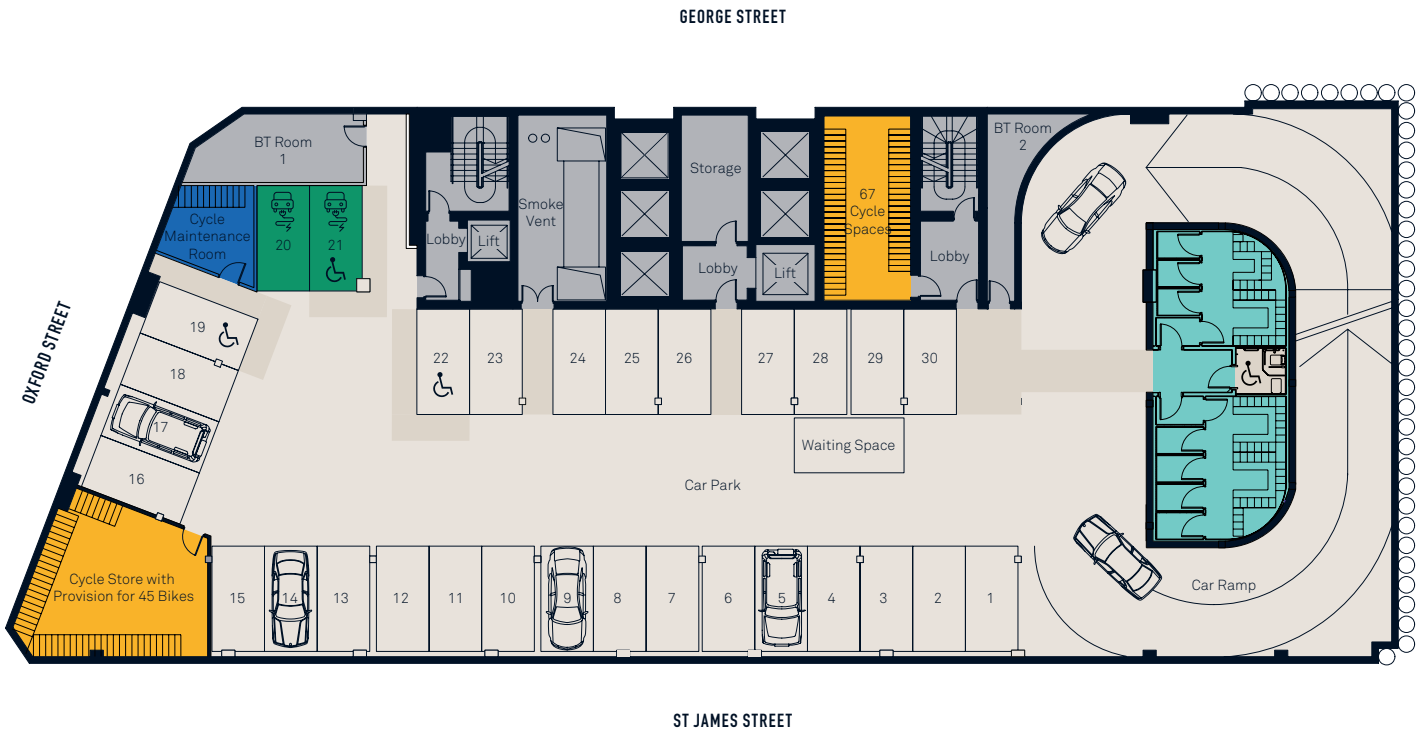 GEORGE STREET
BT Room
1
BT Room
2
Storage
67
Cycle
Spaces
Smoke
Vent
Cycle
Maintenance
Room
20
21
Lobby
Lift
Lobby
Lift
Lobby
OXFORD STREET
19
18
17
16
22
23
24
25
26
27
28
29
30
Waiting Space
Car Park
Cycle Store with
Provision for 45 Bikes
15
14
13
12
11
10
9
8
7
6
5
4
3
2
1
Car Ramp
ST JAMES STREET